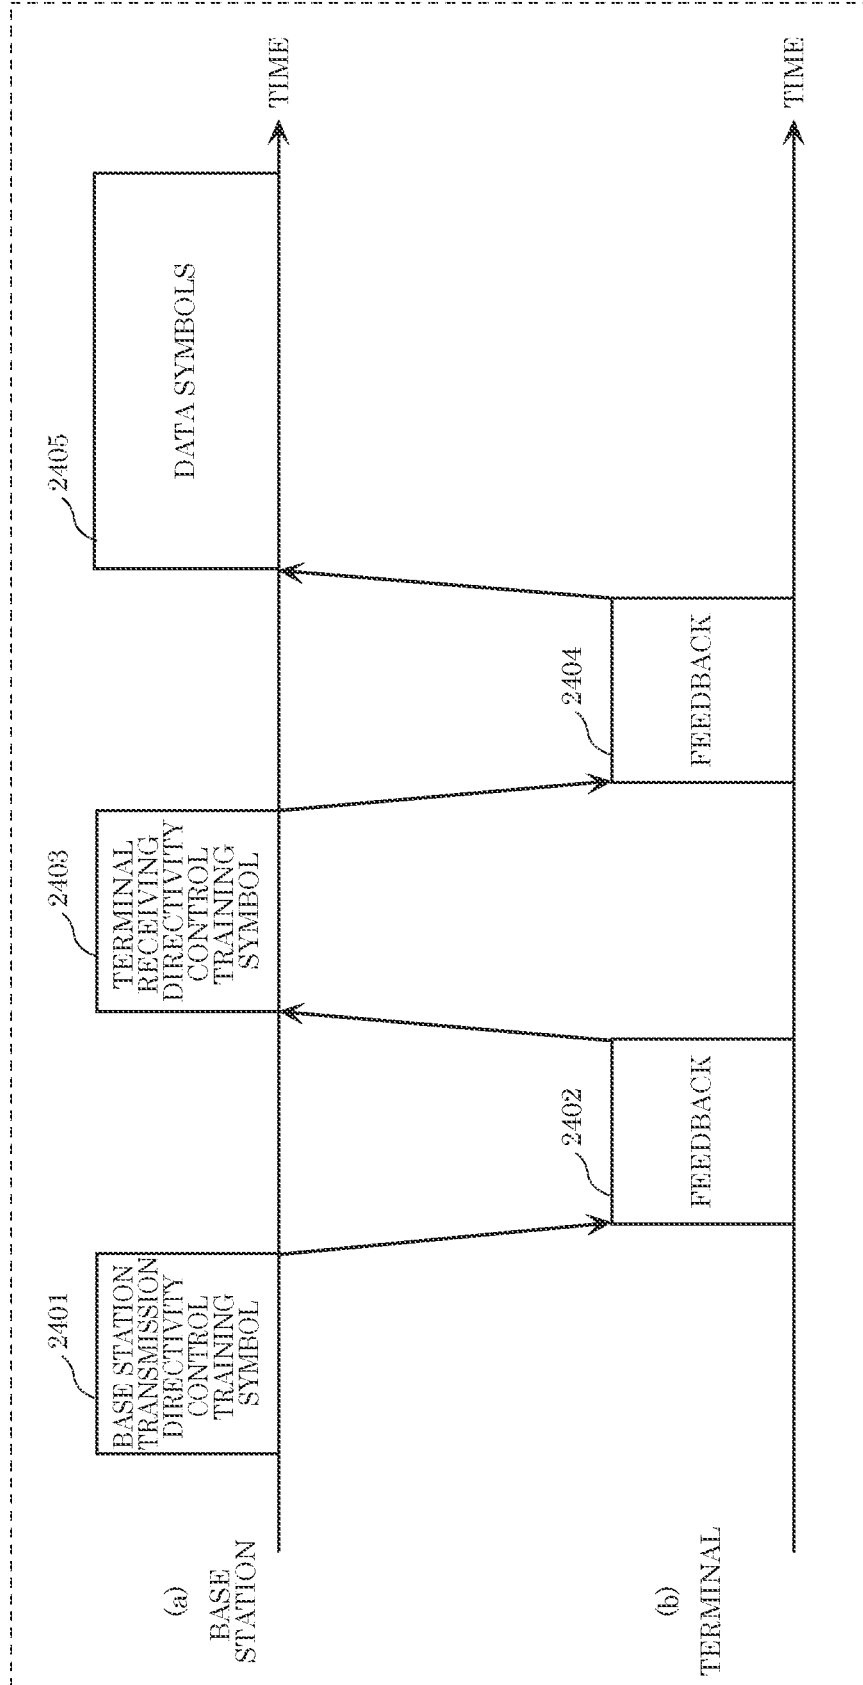 (a)
BASE
STATION
2401
BASE STATION
TRANSMISSION
DIRECTIVITY
CONTROL
TRAINING
SYMBOL
2403
TERMINAL
RECEIVING
DIRECTIVITY
CONTROL
TRAINING
SYMBOL
2405
DATA SYMBOLS
TIME
(b)
TERMINAL
2402
FEEDBACK
2404
FEEDBACK
TIME